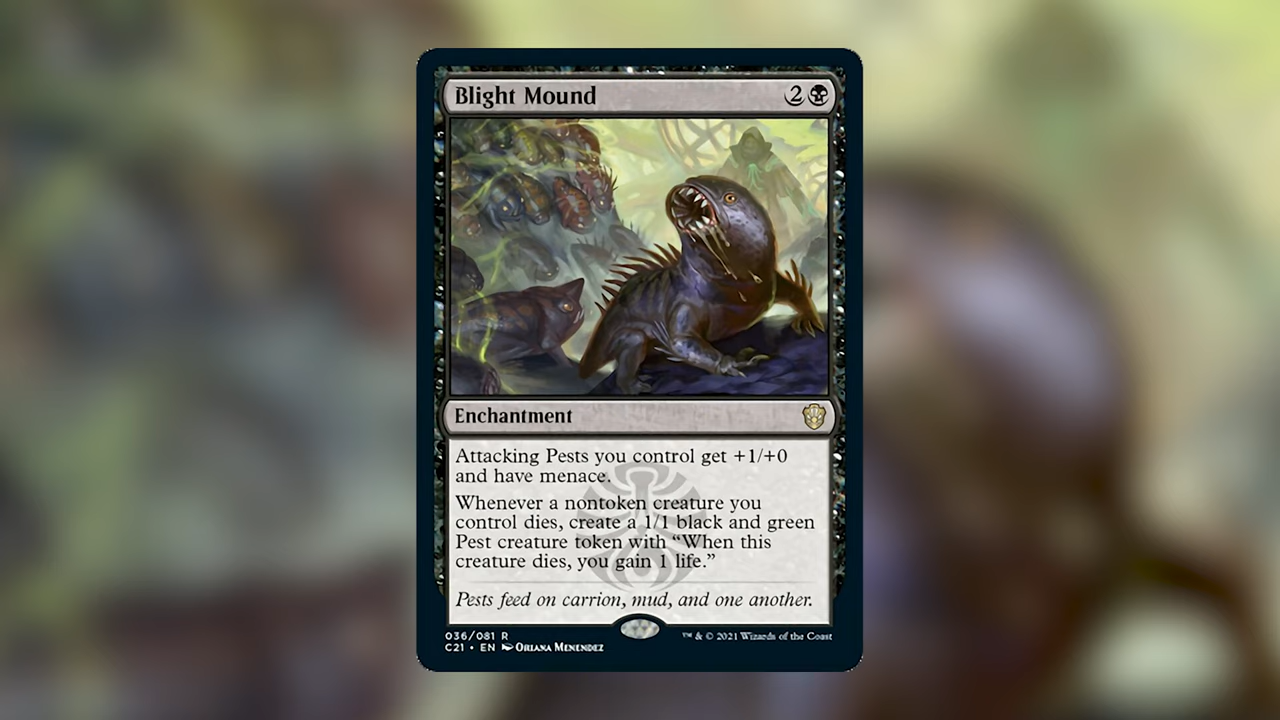 Blight Mound 2
Enchantment
Attacking Pests you control get +1/+0
and have menace.
Whenever a nontoken creature you
control dies, create a 1/1 black and green
Pest creature token with “When this
creature dies, you gain 1 life.”
Pests feed on carrion, mud, and one another.
036/081 R
™ & © 2021 Wizards of the Coast
C21 • EN Oriana Menendez